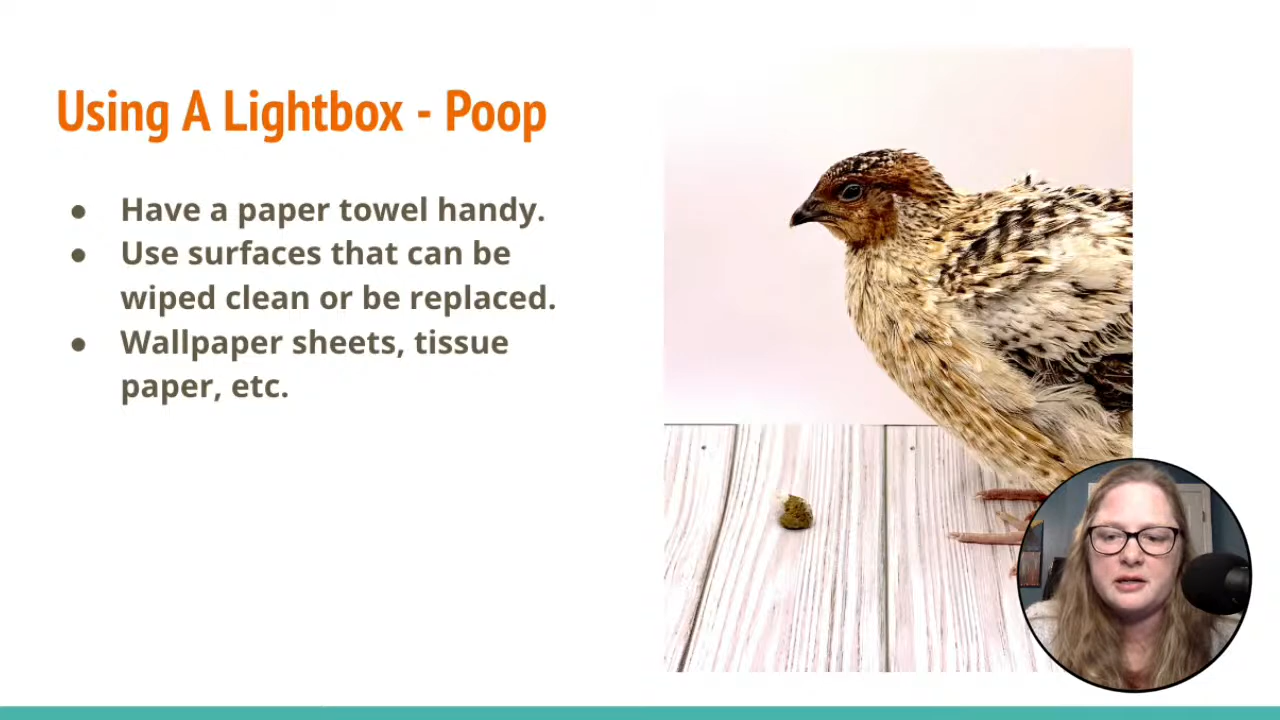 Using A Lightbox - Poop
● Have a paper towel handy.
● Use surfaces that can be
wiped clean or be replaced.
● Wallpaper sheets, tissue
paper, etc.